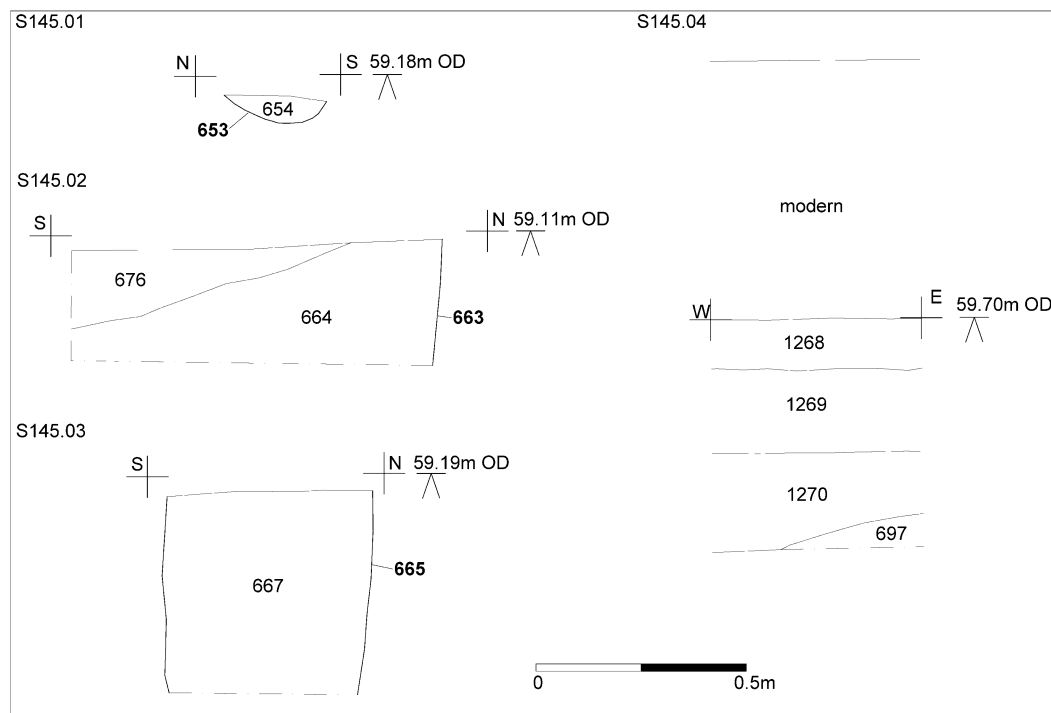 S145.01
N S 59.18m OD
654
653
S145.02
S N 59.11m OD
676
664 663
S145.03
S N 59.19m OD
667 665
S145.04
modern
W E 59.70m OD
1268
1269
1270
697
0 0.5m